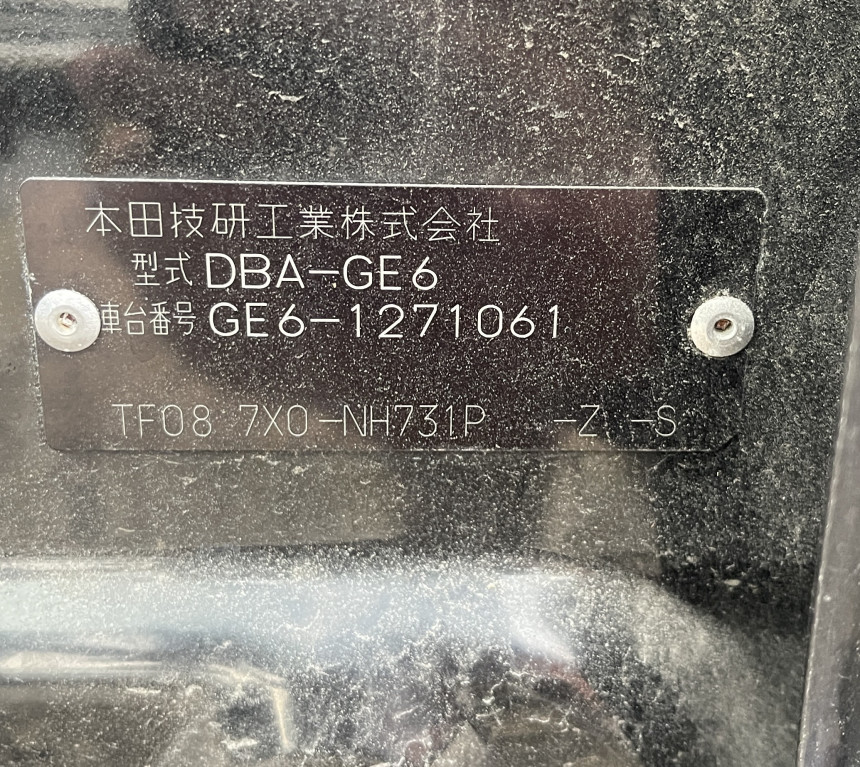 本田技研工業株式会社
型式 DBA-GE6
車台番号 GE6-1271061
TF08 7X0-NH731P -Z -S